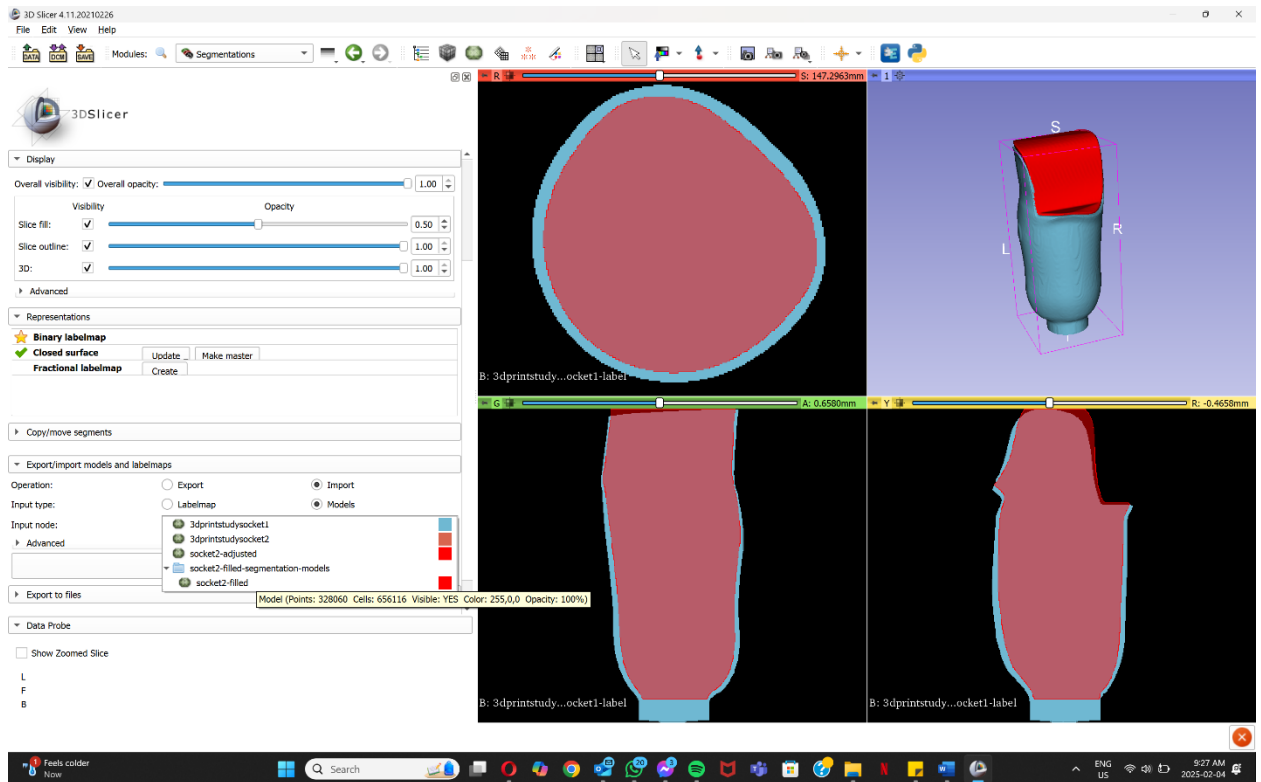 3D Slicer 4.11.20210226
File Edit View Help
DATA DCM SAVE Modules: Segmentations
R S: 147.2963mm 1
3DSlicer
Display
Overall visibility: Overall opacity: 1.00
Visibility Opacity
Slice fill: 0.50
Slice outline: 1.00
3D: 1.00
Advanced
Representations
Binary labelmap
Closed surface Update Make master
Fractional labelmap Create
S
R
L
I
B: 3dprintstudy...ocket1-label
G A: 0.6580mm Y R: -0.4658mm
Copy/move segments
Export/import models and labelmaps
Operation: Export Import
Input type: Labelmap Models
Input node: 3dprintstudysocket1
3dprintstudysocket2
Advanced
socket2-adjusted
socket2-filled-segmentation-models
socket2-filled
Export to files
Model (Points: 328060 Cells: 656116 Visible: YES Color: 255,0,0 Opacity: 100%)
Data Probe
Show Zoomed Slice
L
F
B
B: 3dprintstudy...ocket1-label B: 3dprintstudy...ocket1-label
1 Feels colder
Now
Search
20
3
ENG
US
9:27 AM
2025-02-04